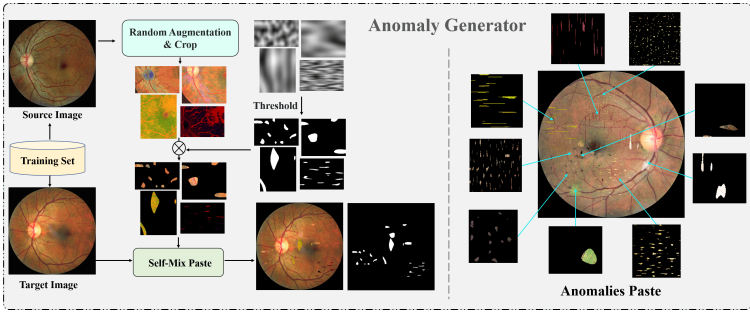 Anomaly Generator
Random Augmentation
& Crop
Source Image
Threshold
Training Set
Target Image
Self-Mix Paste
Anomalies Paste